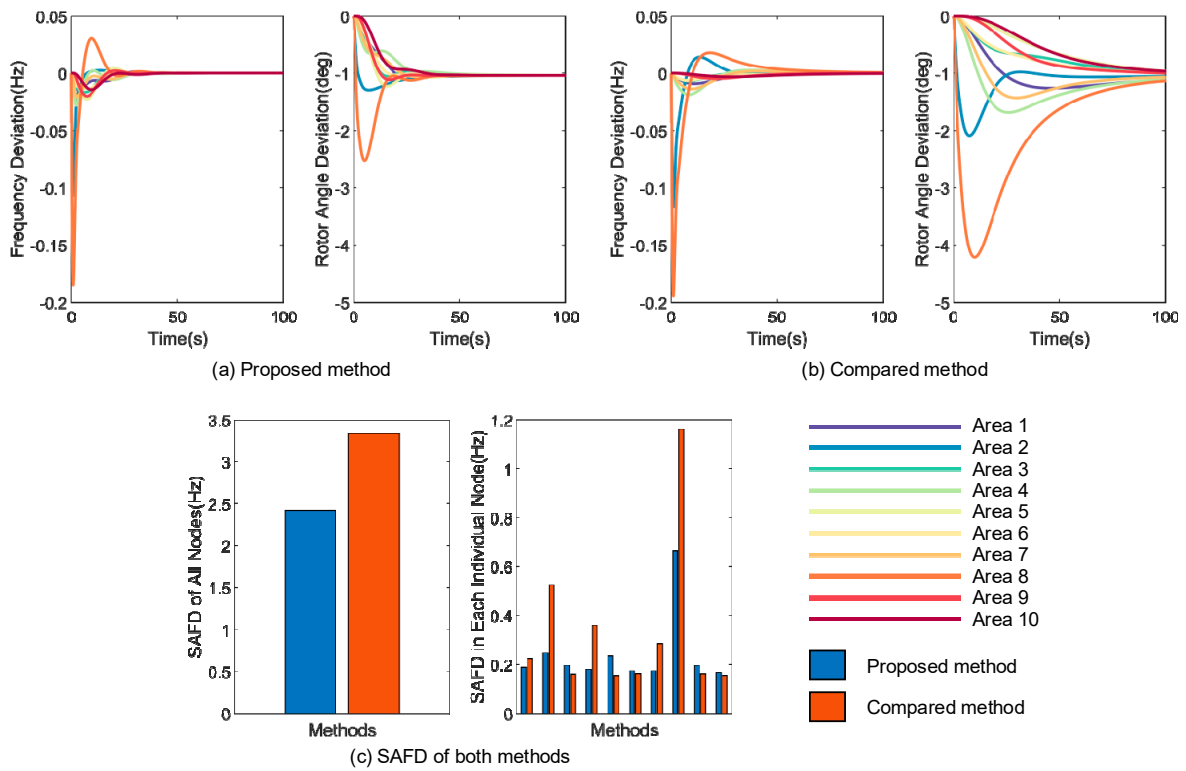 0.05
0
-0.05
-0.1
-0.15
-0.2
0
50
100
Frequency Deviation(Hz)
Time(s)
0
-1
-2
-3
-4
-5
0
50
100
Rotor Angle Deviation(deg)
Time(s)
(a) Proposed method
0.05
0
0.05
-0.1
-0.15
-0.2
0
50
100
Frequency Deviation(Hz)
Time(s)
0
-1
-2
-3
-4
-5
0
50
100
Rotor Angle Deviation(deg)
Time(s)
(b) Compared method
3.5
3
2.5
2
1.5
1
0.5
0
SAFD of All Nodes(Hz)
Methods
1.2
1
0.8
0.6
0.4
0.2
0
SAFD in Each Individual Node(Hz)
Methods
(c) SAFD of both methods
Area 1
Area 2
Area 3
Area 4
Area 5
Area 6
Area 7
Area 8
Area 9
Area 10
Proposed method
Compared method